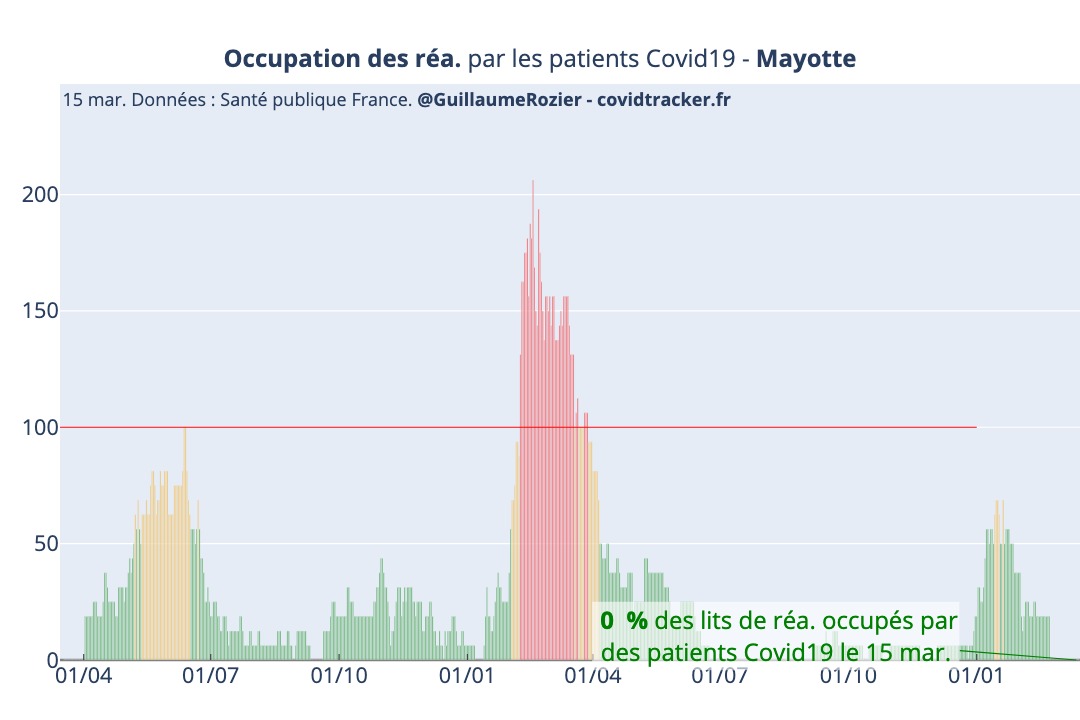 Occupation des réa. par les patients Covid19 - Mayotte
15 mar. Données : Santé publique France. @GuillaumeRozier - covidtracker.fr
200
150
100
50
0
0 % des lits de réa. occupés par
des patients Covid19 le 15 mar.
01/04 01/07 01/10 01/01 01/04 01/07 01/10 01/01